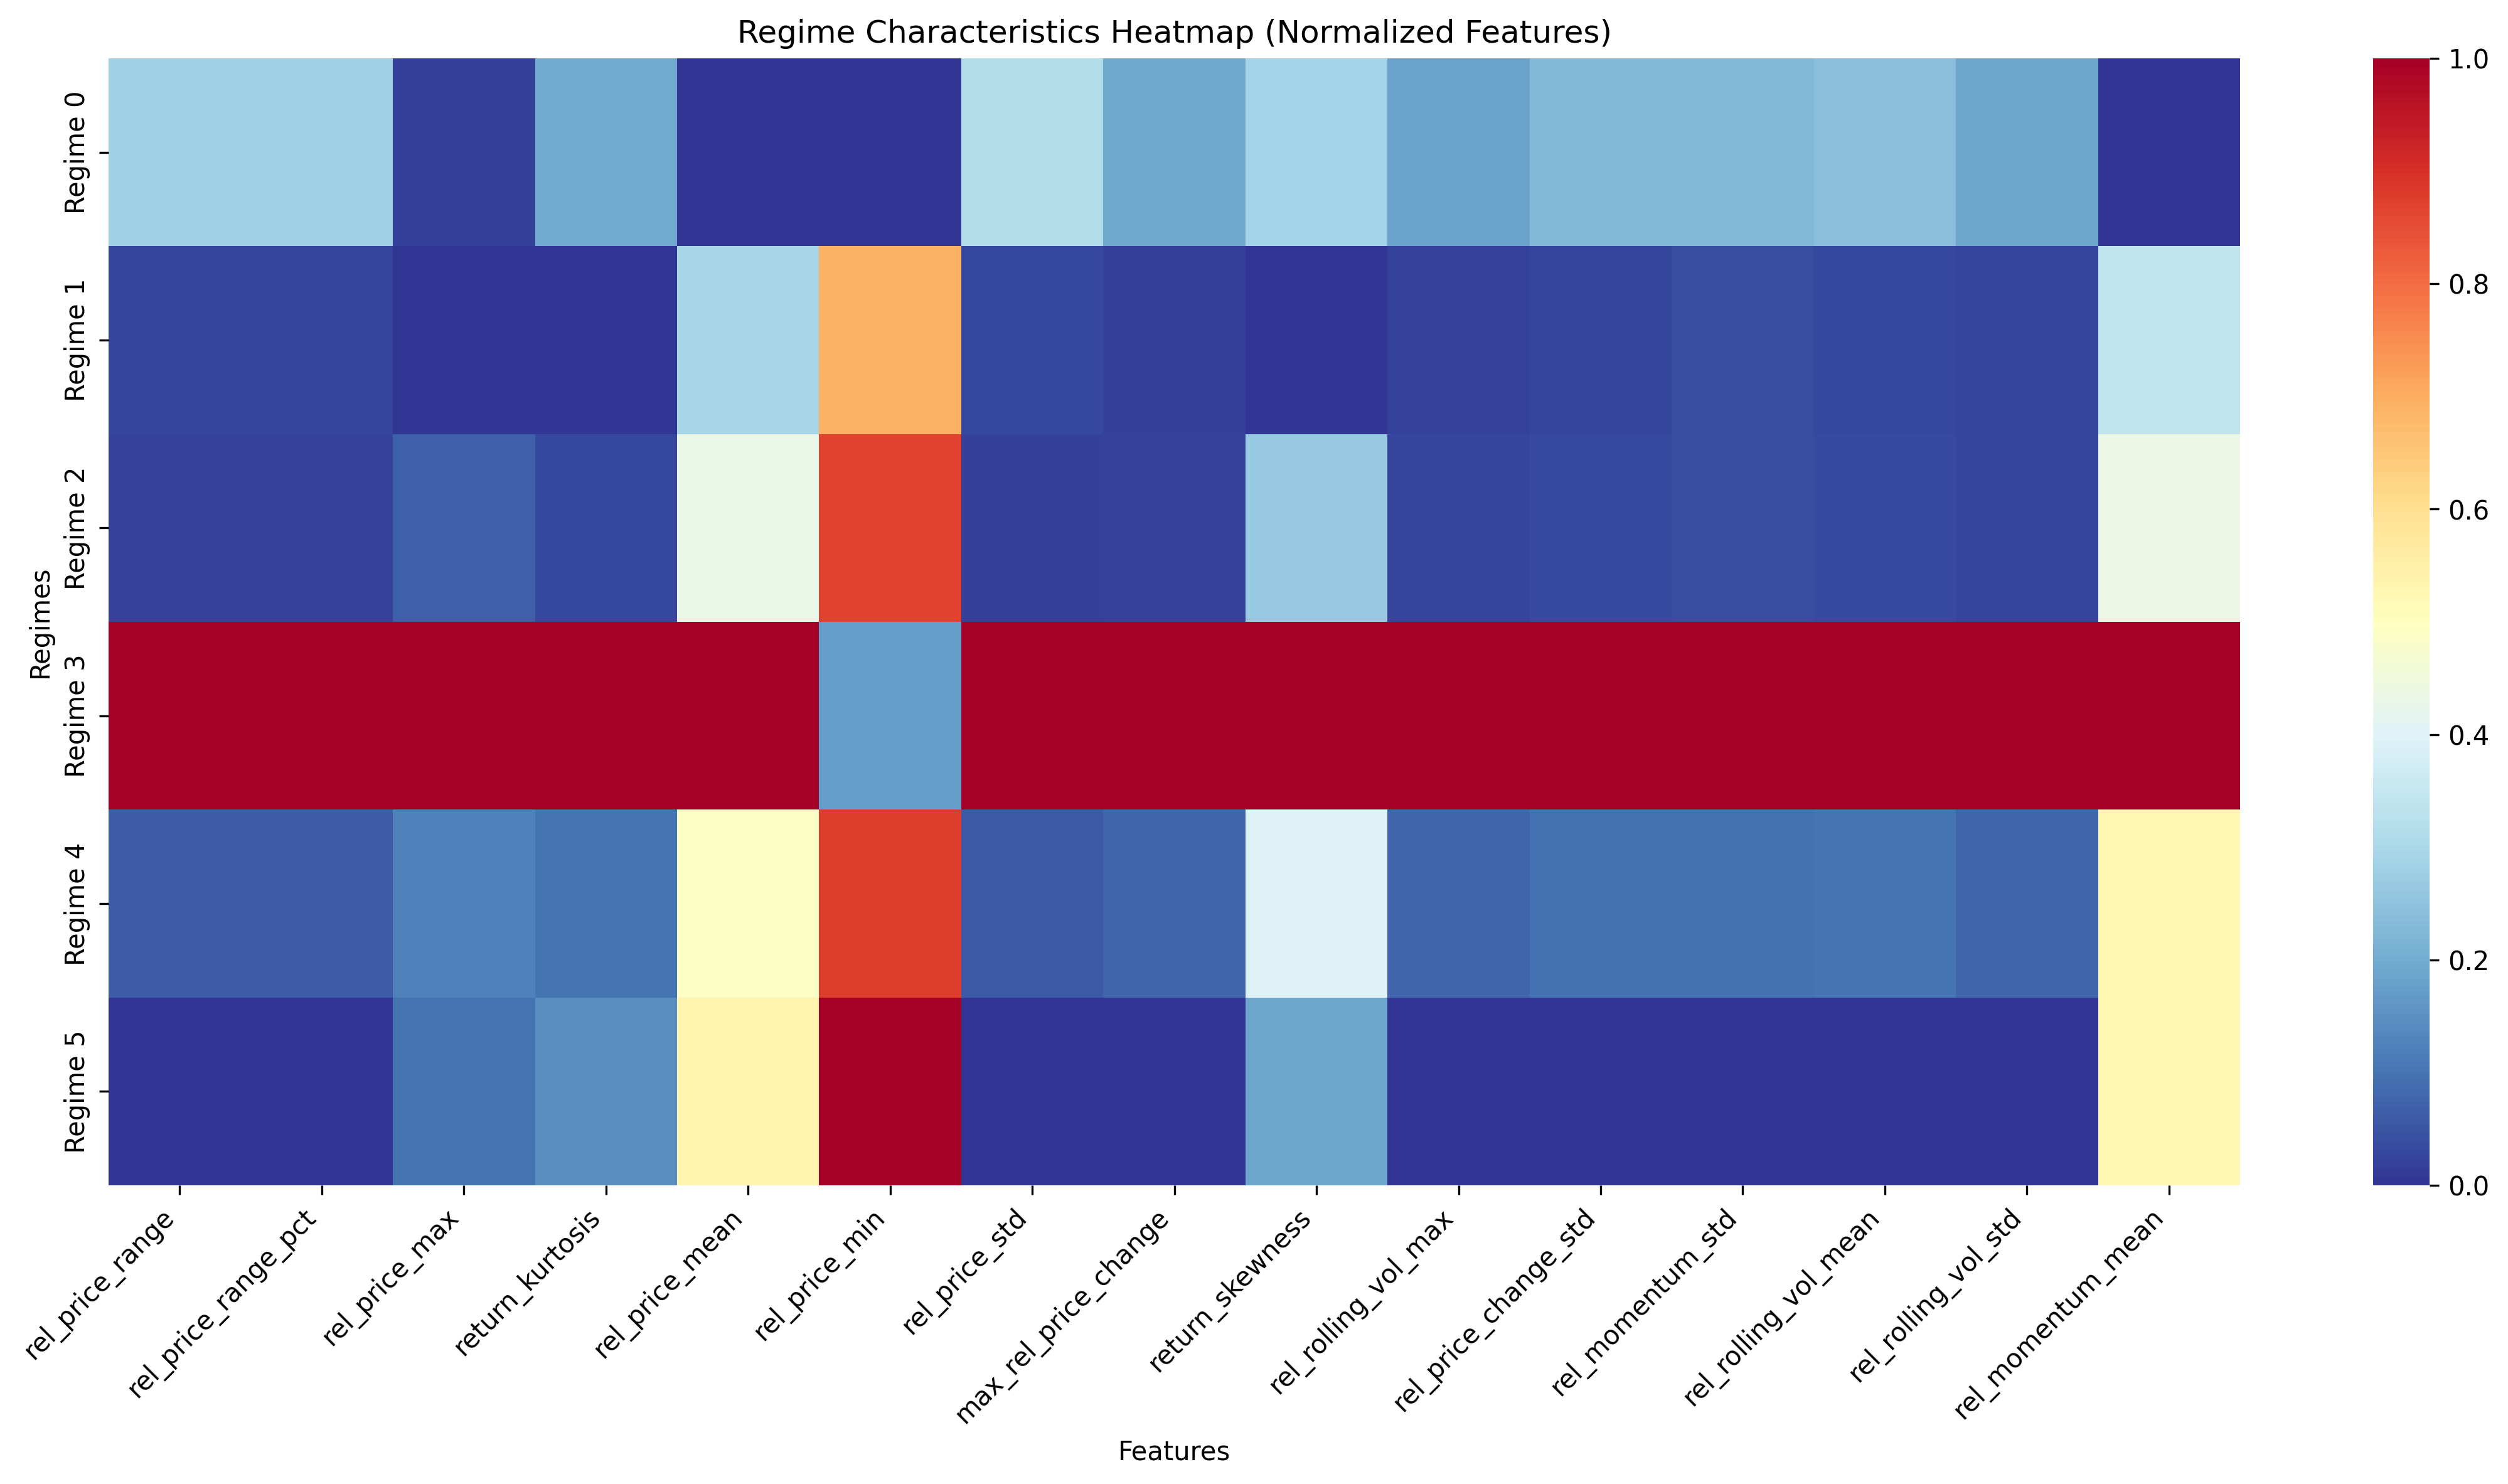 Regime Characteristics Heatmap (Normalized Features)
Regimes
Regime 0
Regime 1
Regime 2
Regime 3
Regime 4
Regime 5
rel_price_range
rel_price_range_pct
rel_price_max
return_kurtosis
rel_price_mean
rel_price_min
rel_price_std
max_rel_price_change
return_skewness
rel_rolling_vol_max
rel_price_change_std
rel_momentum_std
rel_rolling_vol_mean
rel_rolling_vol_std
rel_momentum_mean
Features
1.0
0.8
0.6
0.4
0.2
0.0